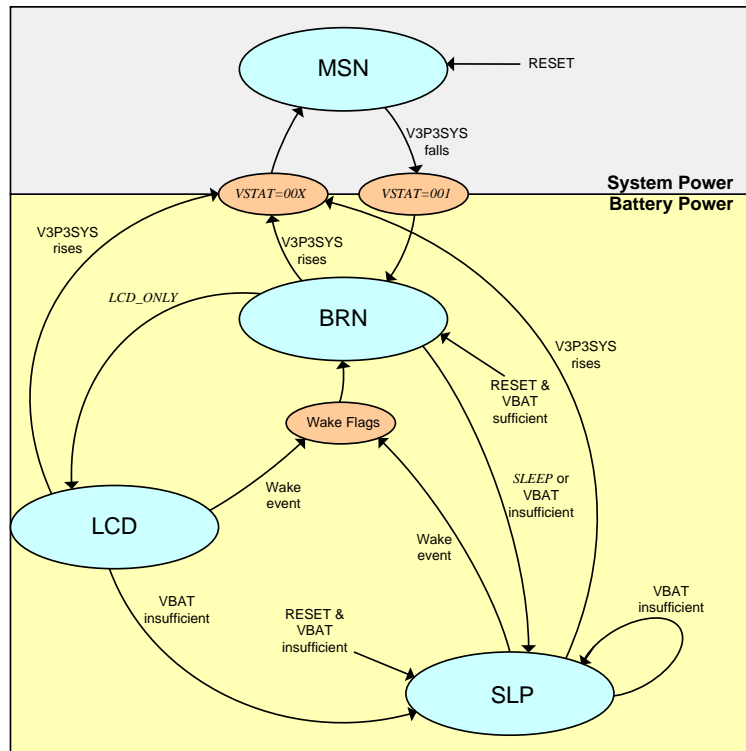 MSN
RESET
V3P3SYS
falls
VSTAT=00X
VSTAT=001
System Power
Battery Power
V3P3SYS
rises
V3P3SYS
rises
LCD_ONLY
BRN
V3P3SYS
rises
RESET &
VBAT
sufficient
Wake Flags
SLEEP or
VBAT
insufficient
Wake
event
LCD
Wake
event
VBAT
insufficient
RESET &
VBAT
insufficient
VBAT
insufficient
SLP